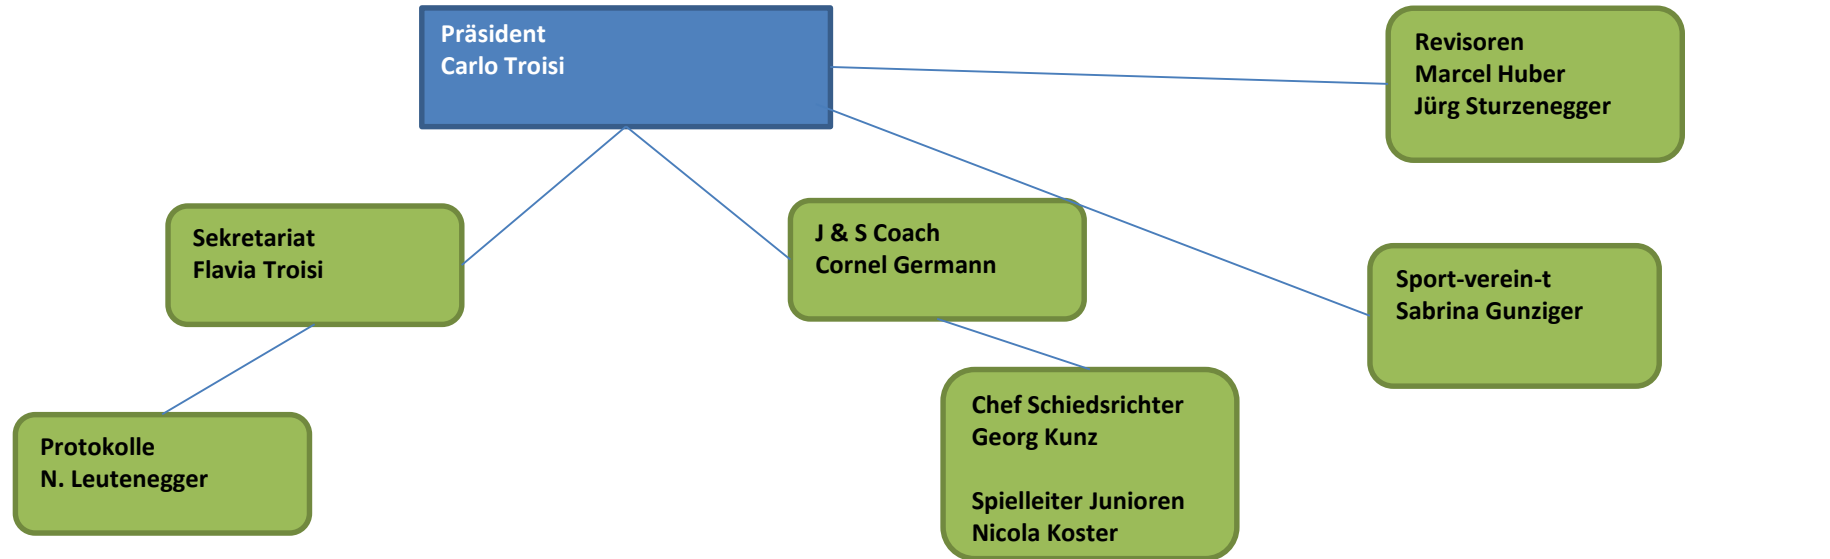 Präsident
Carlo Troisi
Revisoren
Marcel Huber
Jürg Sturzenegger
Sekretariat
Flavia Troisi
J & S Coach
Cornel Germann
Sport-verein-t
Sabrina Gunziger
Protokolle
N. Leutenegger
Chef Schiedsrichter
Georg Kunz
Spielleiter Junioren
Nicola Koster